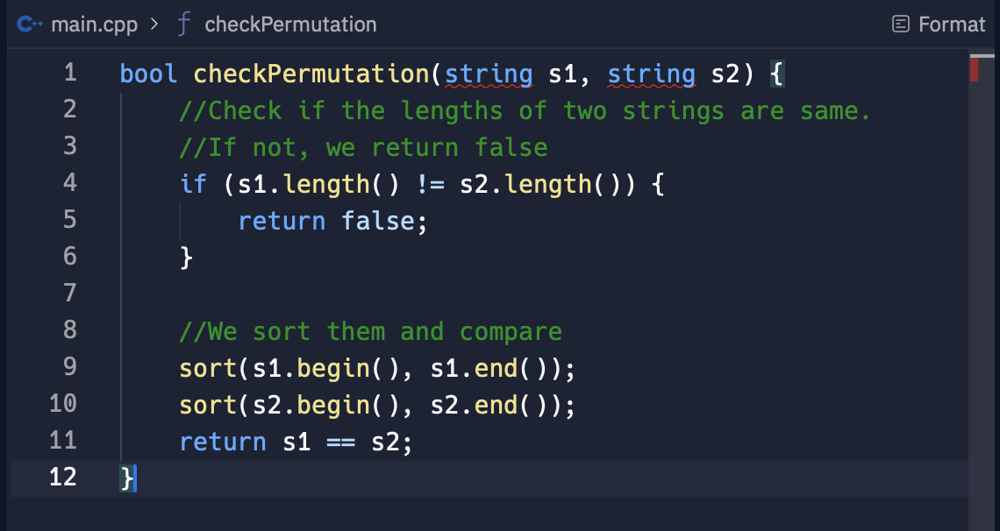 C++ main.cpp > f checkPermutation Format
1 bool checkPermutation(string s1, string s2) {
2 //Check if the lengths of two strings are same.
3 //If not, we return false
4 if (s1.length() != s2.length()) {
5 return false;
6 }
7
8 //We sort them and compare
9 sort(s1.begin(), s1.end());
10 sort(s2.begin(), s2.end());
11 return s1 == s2;
12 }